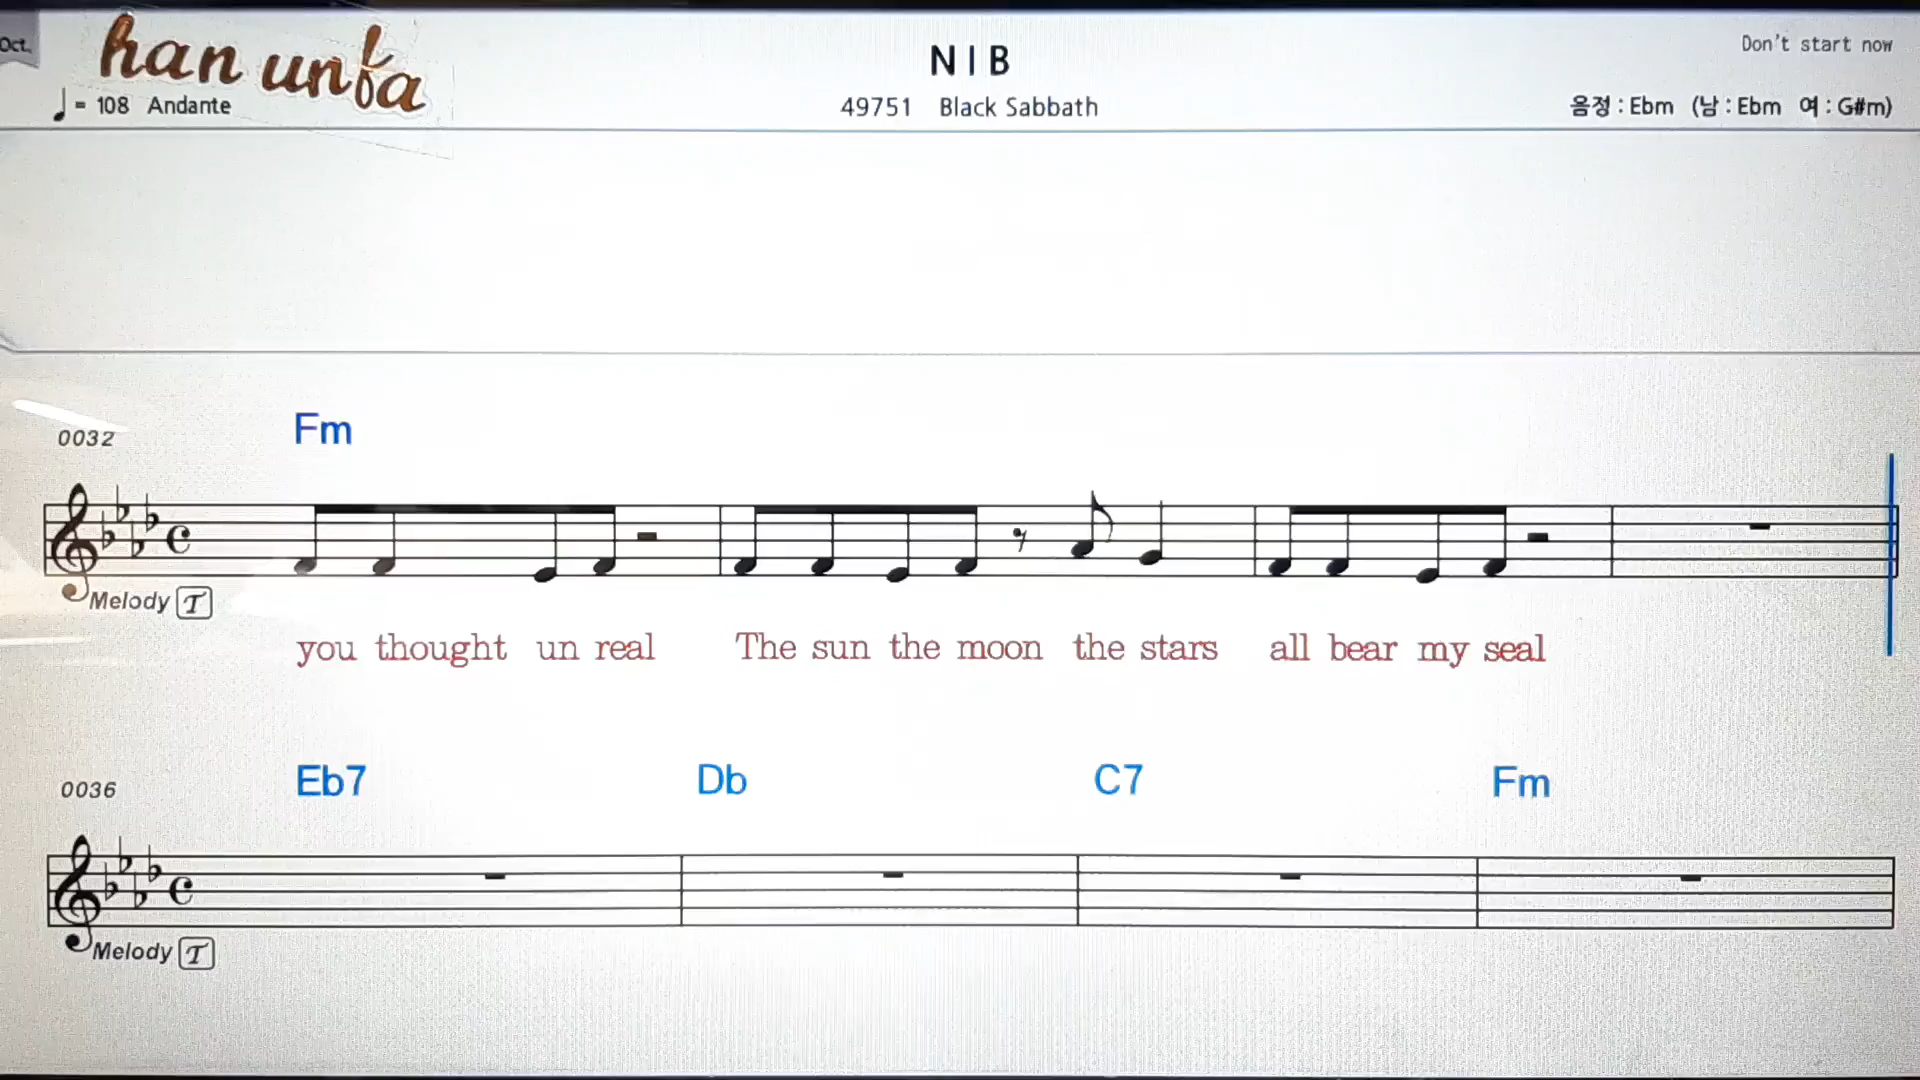 Oct.
han unfa
N I B
Don't start now
♩ = 108 Andante
49751 Black Sabbath
음정 : Ebm (남 : Ebm 여 : G#m)
Fm
0032
Melody T
you thought un real The sun the moon the stars all bear my seal
Eb7 Db C7 Fm
0036
Melody T